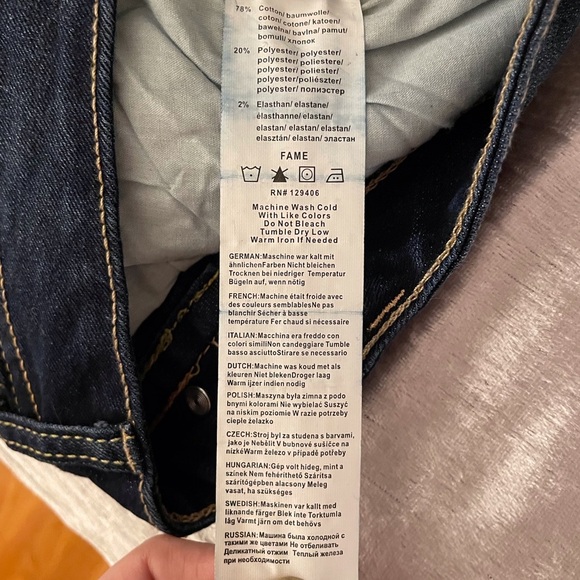 78% Cotton/ baumwolle/
coton/ cotone/ katoen/
bawełna/ bavlna/ pamut/
bomull/ хлопок
20% Polyester/ polyester/
polyester/ poliestere/
polyester/ poliester/
polyester/ poliészter/
polyester/ полиэстер
2% Elasthan/ elastane/
élasthanne/ elastan/
elastan/ elastan/ elastan/
elasztán/ elastan/ эластан
FAME
RN# 129406
Machine Wash Cold
With Like Colors
Do Not Bleach
Tumble Dry Low
Warm Iron If Needed
GERMAN:Maschine war kalt mit
ähnlichenFarben Nicht bleichen
Trocknen bei niedriger Temperatur
Bügeln auf, wenn nötig
FRENCH:Machine était froide avec
des couleurs semblablesNe pas
blanchir Sécher à basse
température Fer chaud si nécessaire
ITALIAN:Macchina era freddo con
colori similiNon candeggiare Tumble
basso asciuttoStirare se necessario
DUTCH:Machine was koud met als
kleuren Niet blekenDroger laag
Warm ijzer indien nodig
POLISH:Maszyna była zimna z podo
bnymi kolorami Nie wybielać Suszyć
na niskim poziomie W razie potrzeby
ciepłe żelazko
CZECH:Stroj byl za studena s barvami,
jako je Nebělit V bubnové sušičce na
nízkéWarm železo v případě potřeby
HUNGARIAN:Gép volt hideg, mint a
színek Nem fehéríthető Szárítsa
szárítógépben alacsony Meleg
vasat, ha szükséges
SWEDISH:Maskinen var kallt med
liknande färger Blek inte Torktumla
låg Varmt järn om det behövs
RUSSIAN: Машина была холодной с
такими же цветами Не отбеливать
Деликатный отжим Теплый железа
при необходимости